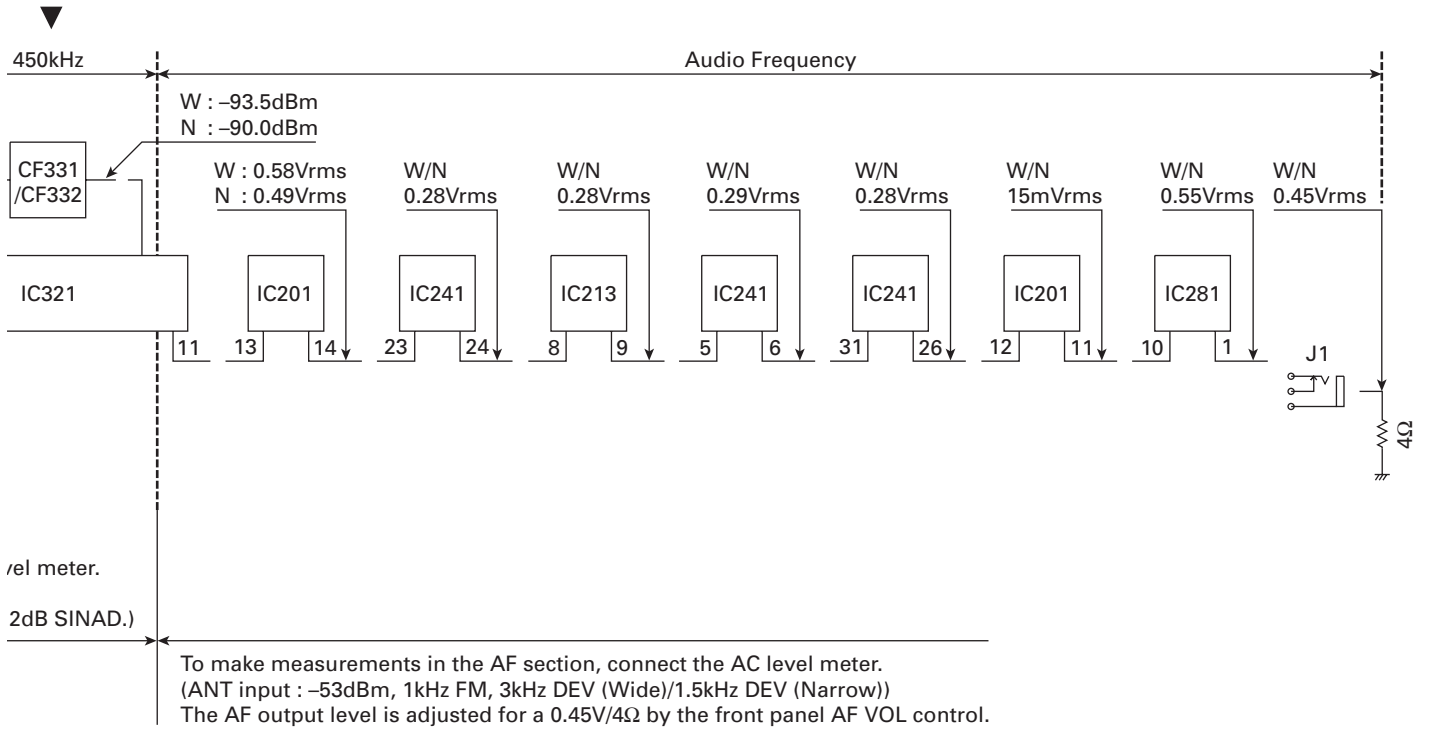 450kHz
Audio Frequency
W : –93.5dBm
N : –90.0dBm
CF331
/CF332
W : 0.58Vrms
N : 0.49Vrms
W/N
0.28Vrms
W/N
0.28Vrms
W/N
0.29Vrms
W/N
0.28Vrms
W/N
15mVrms
W/N
0.55Vrms
W/N
0.45Vrms
IC321
IC201
IC241
IC213
IC241
IC241
IC201
IC281
11
13
14
23
24
8
9
5
6
31
26
12
11
10
1
J1
4Ω
vel meter.
2dB SINAD.)
To make measurements in the AF section, connect the AC level meter.
(ANT input : –53dBm, 1kHz FM, 3kHz DEV (Wide)/1.5kHz DEV (Narrow))
The AF output level is adjusted for a 0.45V/4Ω by the front panel AF VOL control.